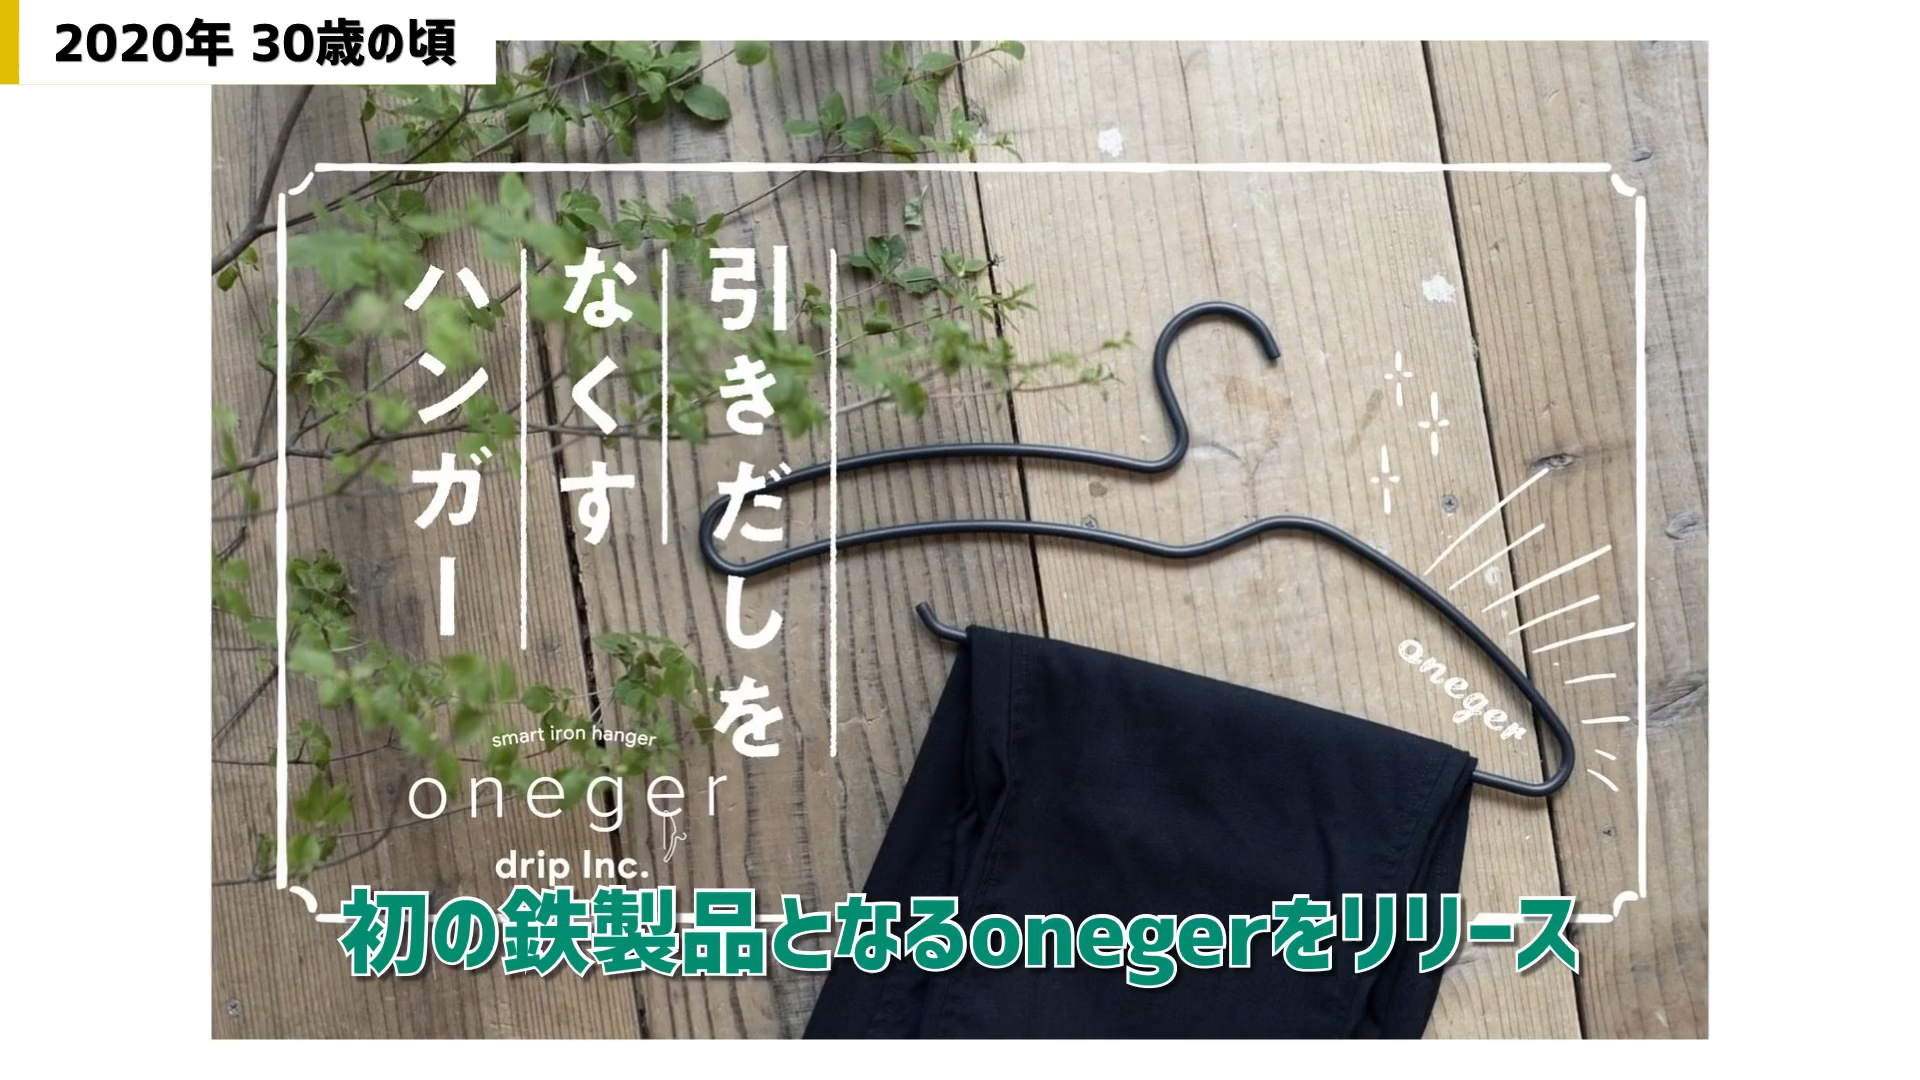 2020年 30歳の頃
引きだしを
なくす
ハンガー
smart iron hanger
oneger
drip Inc.
oneger
初の鉄製品となるonegerをリリース